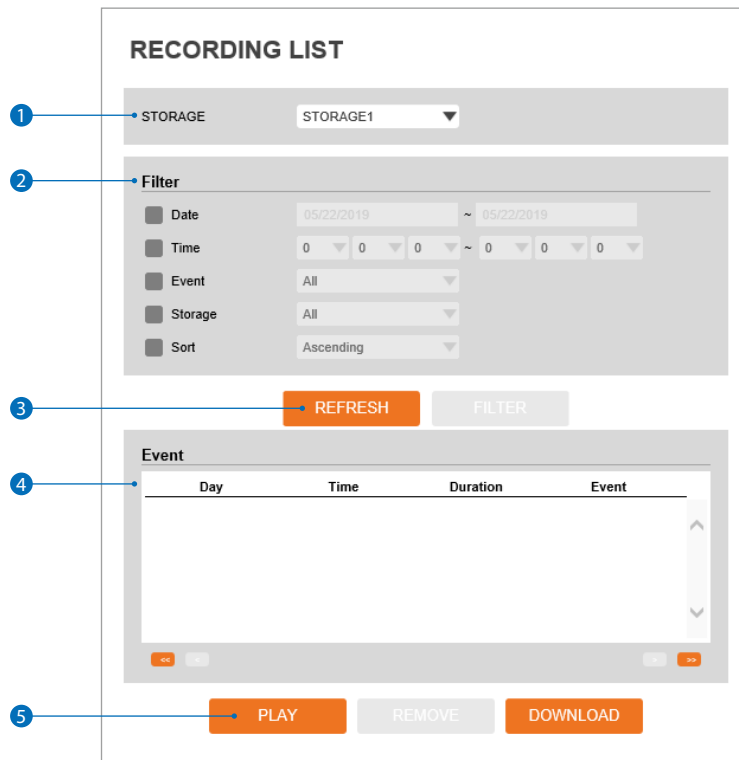 RECORDING LIST
1 STORAGE STORAGE1
2 Filter
Date 05/22/2019 ~ 05/22/2019
Time 0 0 0 ~ 0 0 0
Event All
Storage All
Sort Ascending
3 REFRESH FILTER
Event
4 Day Time Duration Event
<< < > >>
5 PLAY REMOVE DOWNLOAD